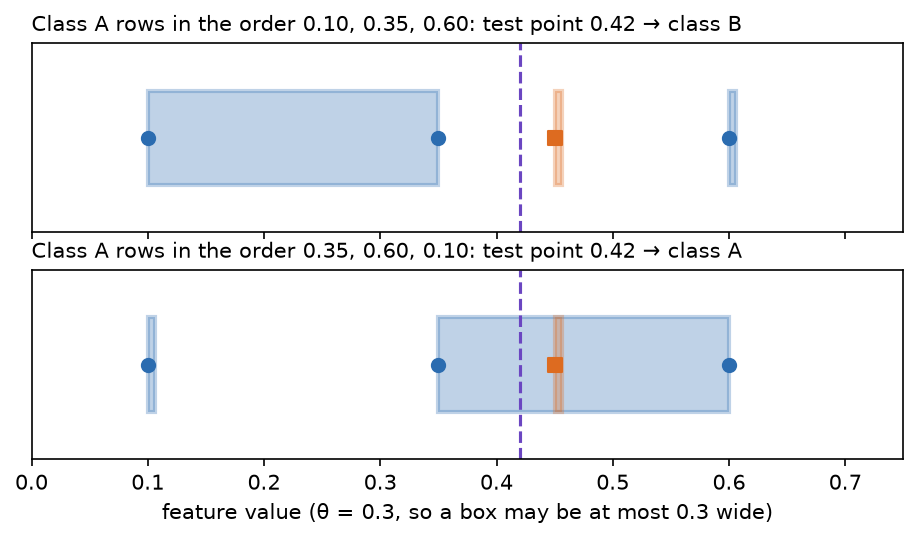 Class A rows in the order 0.10, 0.35, 0.60: test point 0.42 → class B
Class A rows in the order 0.35, 0.60, 0.10: test point 0.42 → class A
0.0 0.1 0.2 0.3 0.4 0.5 0.6 0.7
feature value (θ = 0.3, so a box may be at most 0.3 wide)